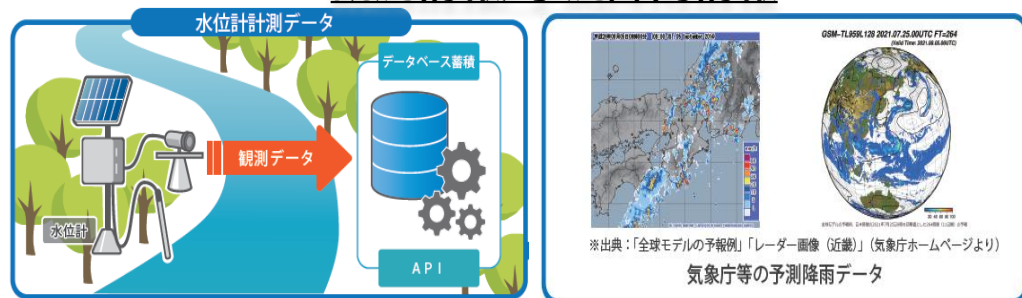 水位計計測データ
データベース蓄積
観測データ
水位計
API
GSM-TL959L128 2021.07.25.00UTC FT=264
※出典：「全球モデルの予報例」「レーダー画像（近畿）」（気象庁ホームページより）
気象庁等の予測降雨データ